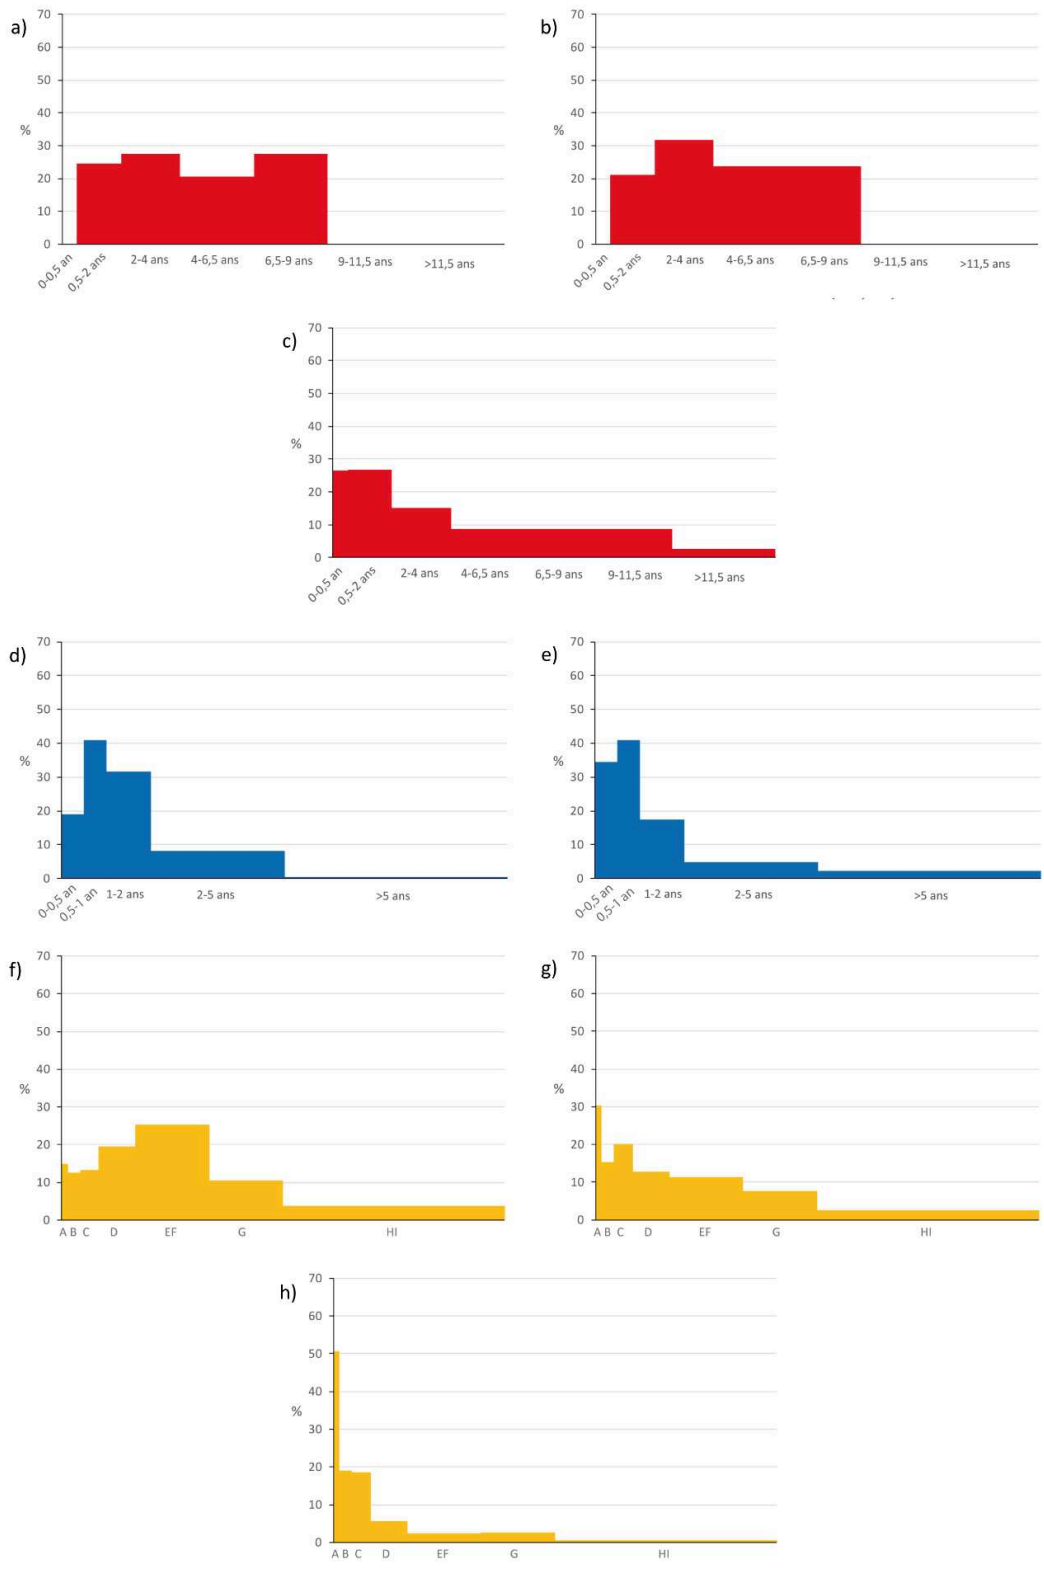 a)
70
60
50
40
30
20
10
0
%
0-0,5 an
0,5-2 ans
2-4 ans
4-6,5 ans
6,5-9 ans
9-11,5 ans
>11,5 ans
b)
70
60
50
40
30
20
10
0
%
0-0,5 an
0,5-2 ans
2-4 ans
4-6,5 ans
6,5-9 ans
9-11,5 ans
>11,5 ans
c)
70
60
50
40
30
20
10
0
%
0-0,5 an
0,5-2 ans
2-4 ans
4-6,5 ans
6,5-9 ans
9-11,5 ans
>11,5 ans
d)
70
60
50
40
30
20
10
0
%
0-0,5 an
0,5-1 an
1-2 ans
2-5 ans
>5 ans
e)
70
60
50
40
30
20
10
0
%
0-0,5 an
0,5-1 an
1-2 ans
2-5 ans
>5 ans
f)
70
60
50
40
30
20
10
0
%
A B C D EF G HI
g)
70
60
50
40
30
20
10
0
%
A B C D EF G HI
h)
70
60
50
40
30
20
10
0
%
A B C D EF G HI